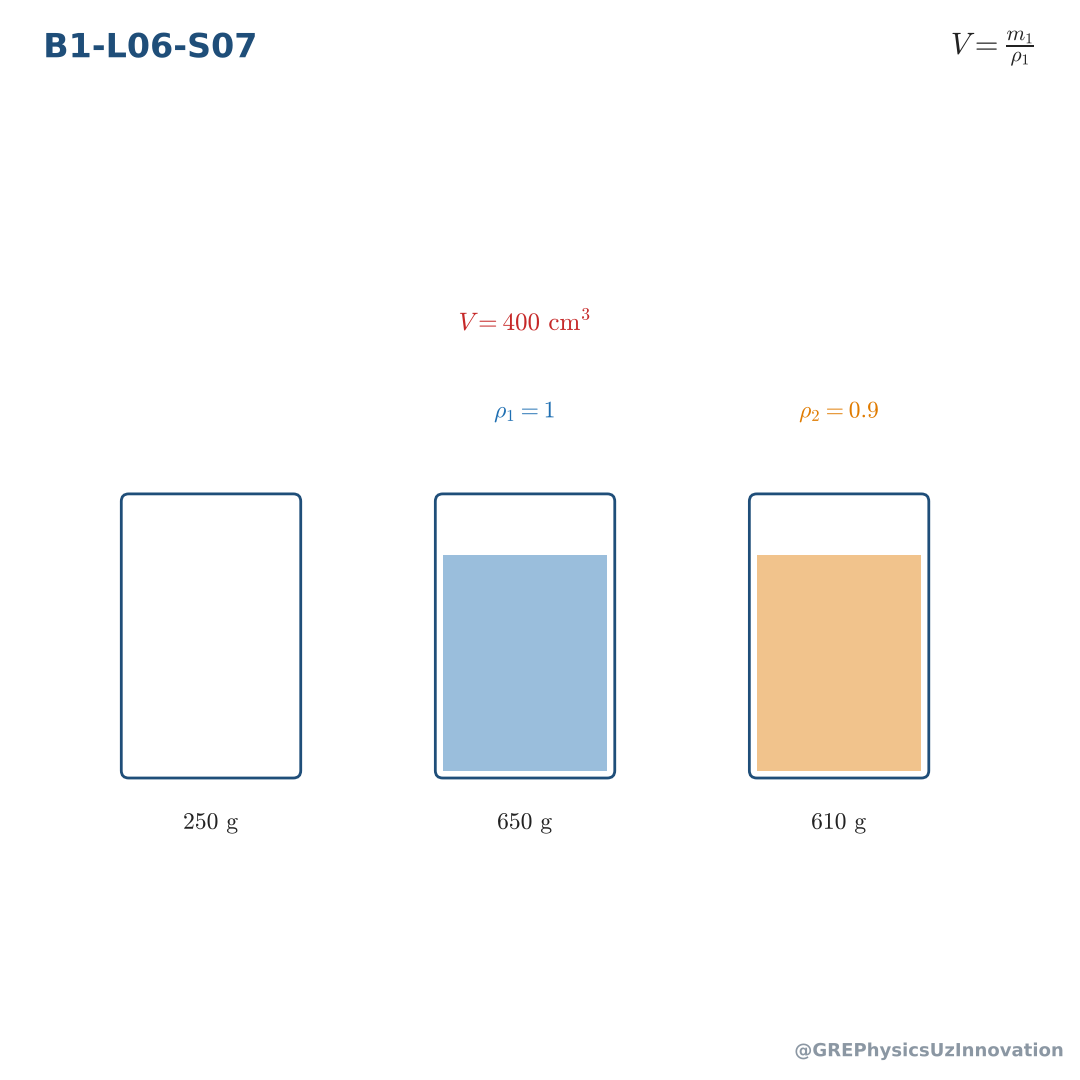 B1-L06-S07
V = m₁/ρ₁
V = 400 cm³
ρ₁ = 1
ρ₂ = 0.9
250 g
650 g
610 g
@GREPhysicsUzInnovation